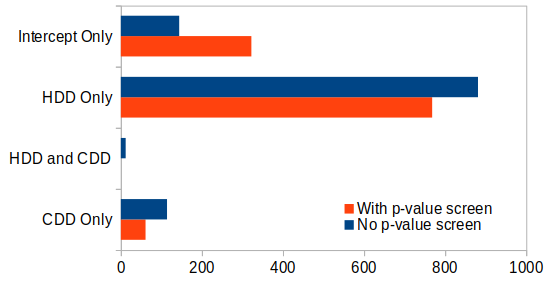 Intercept Only
HDD Only
HDD and CDD
CDD Only
With p-value screen
No p-value screen
0 200 400 600 800 1000